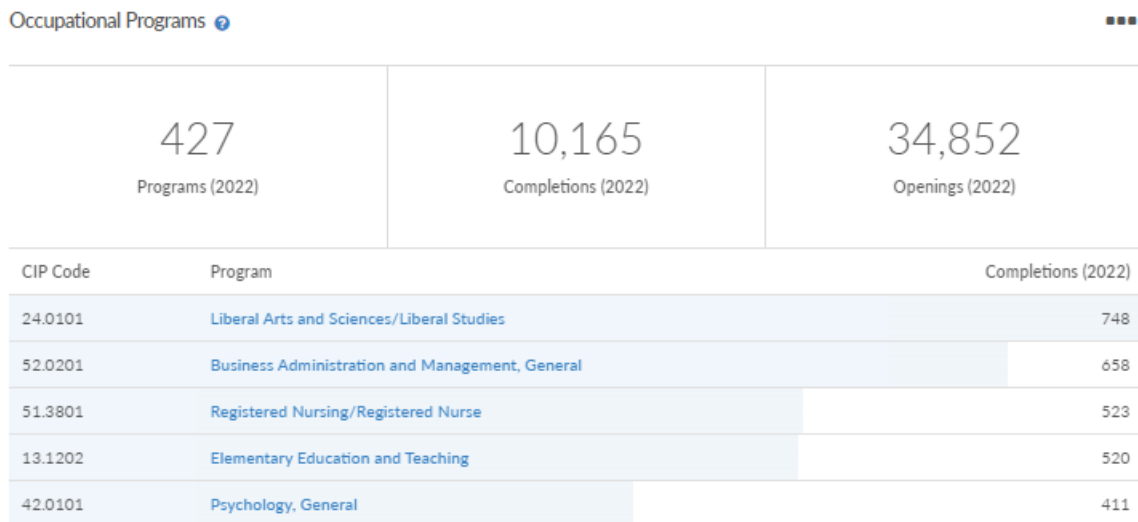 Occupational Programs
427 10,165 34,852
Programs (2022) Completions (2022) Openings (2022)
CIP Code Program Completions (2022)
24.0101 Liberal Arts and Sciences/Liberal Studies 748
52.0201 Business Administration and Management, General 658
51.3801 Registered Nursing/Registered Nurse 523
13.1202 Elementary Education and Teaching 520
42.0101 Psychology, General 411